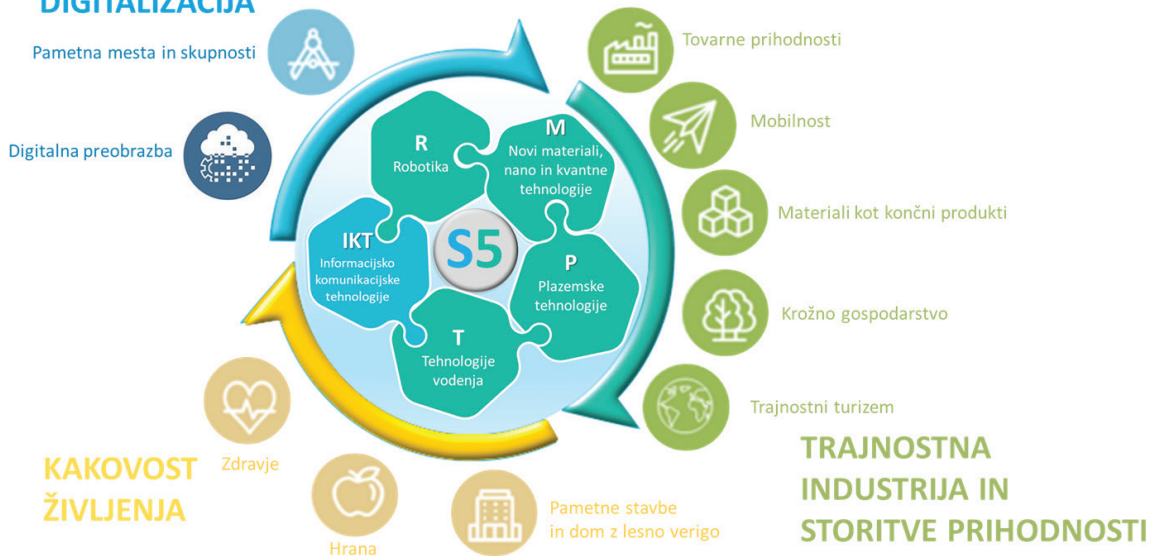 DIGITALIZACIJA
Pametna mesta in skupnosti
Digitalna preobrazba
Tovarne prihodnosti
Mobilnost
Materiali kot končni produkti
Krožno gospodarstvo
Trajnostni turizem
R
Robotika
M
Novi materiali,
nano in kvantne
tehnologije
IKT
Informacijsko
komunikacijske
tehnologije
S5
P
Plazemske
tehnologije
T
Tehnologije
vodenja
KAKOVOST
ŽIVLJENJA
Zdravje
Hrana
Pametne stavbe
in dom z lesno verigo
TRAJNOSTNA
INDUSTRIJA IN
STORITVE PRIHODNOSTI